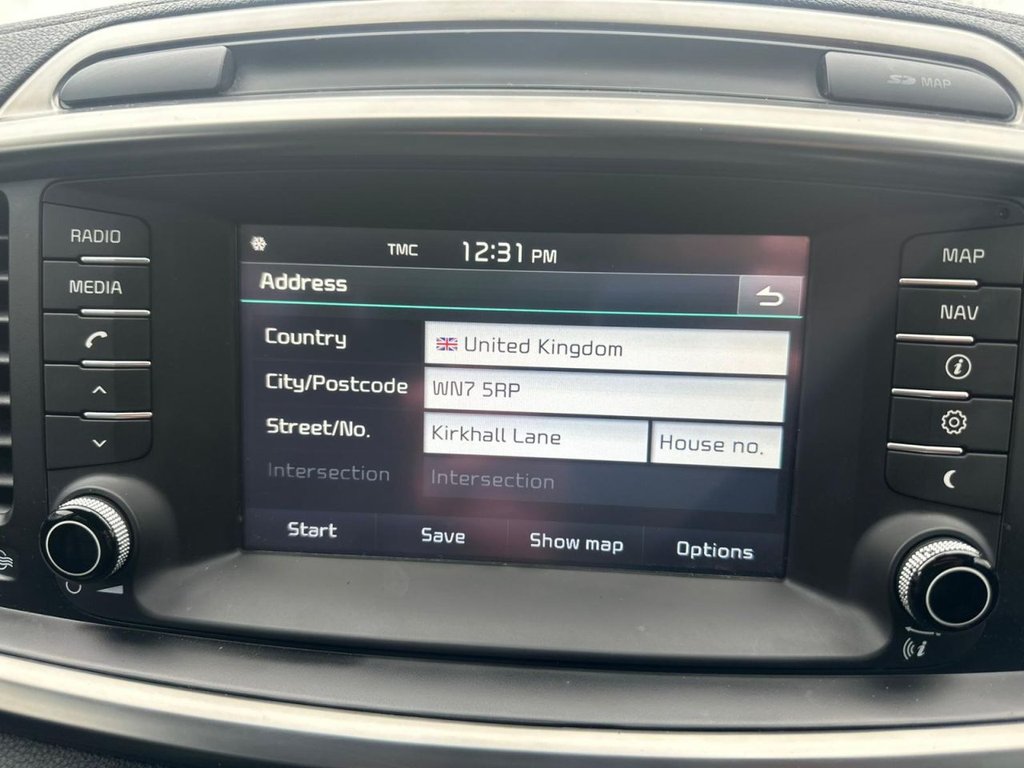 SD MAP
RADIO
MEDIA
TMC 12:31 PM
Address
Country United Kingdom
City/Postcode WN7 5RP
Street/No. Kirkhall Lane House no.
Intersection Intersection
Start Save Show map Options
MAP
NAV
i
i